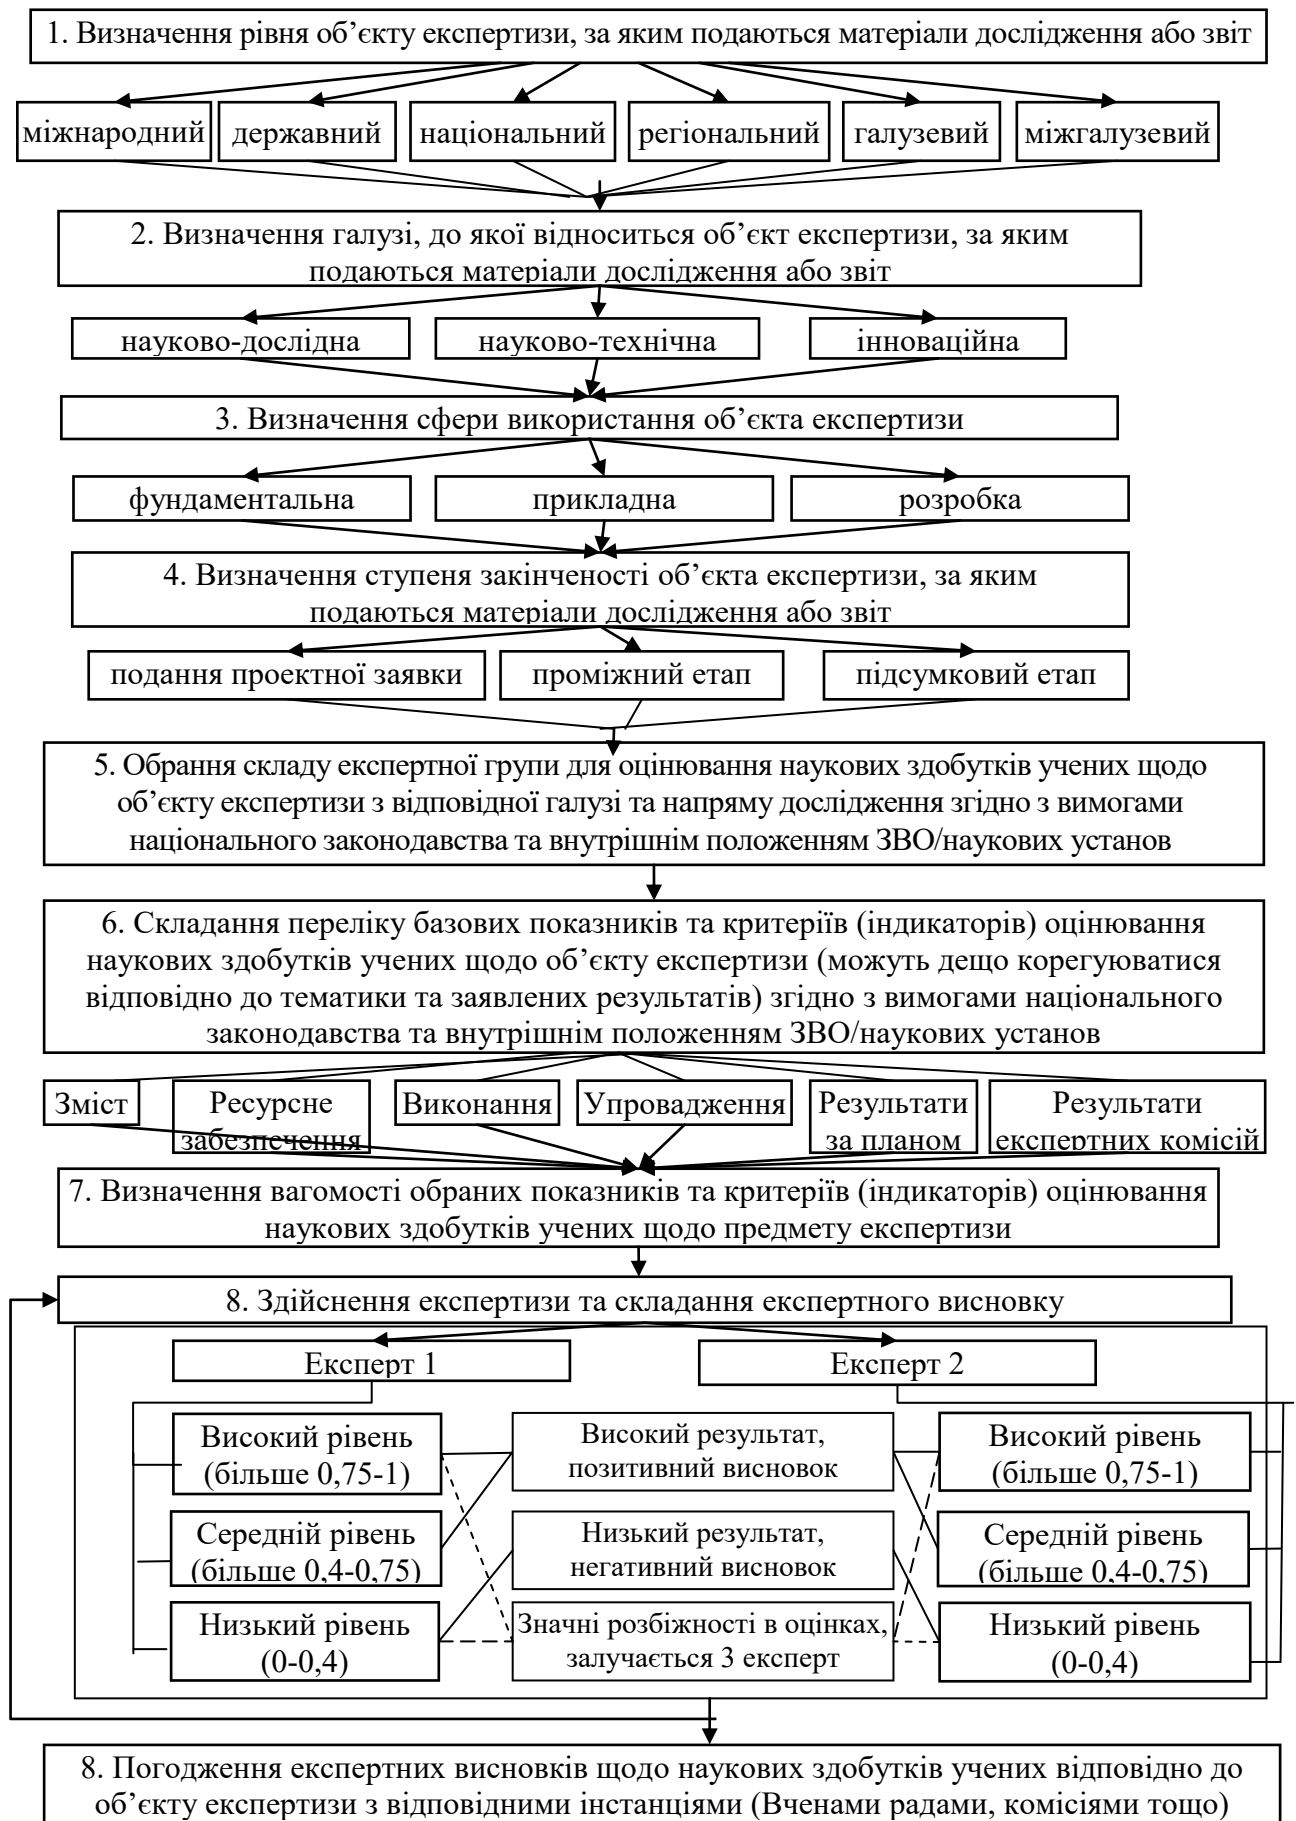 1. Визначення рівня об’єкту експертизи, за яким подаються матеріали дослідження або звіт
міжнародний
державний
національний
регіональний
галузевий
міжгалузевий
2. Визначення галузі, до якої відноситься об’єкт експертизи, за яким
подаються матеріали дослідження або звіт
науково-дослідна
науково-технічна
інноваційна
3. Визначення сфери використання об’єкта експертизи
фундаментальна
прикладна
розробка
4. Визначення ступеня закінченості об’єкта експертизи, за яким
подаються матеріали дослідження або звіт
подання проектної заявки
проміжний етап
підсумковий етап
5. Обрання складу експертної групи для оцінювання наукових здобутків учених щодо
об’єкту експертизи з відповідної галузі та напряму дослідження згідно з вимогами
національного законодавства та внутрішнім положенням ЗВО/наукових установ
6. Складання переліку базових показників та критеріїв (індикаторів) оцінювання
наукових здобутків учених щодо об’єкту експертизи (можуть дещо корегуюватися
відповідно до тематики та заявлених результатів) згідно з вимогами національного
законодавства та внутрішнім положенням ЗВО/наукових установ
Зміст
Ресурсне
забезпечення
Виконання
Упровадження
Результати
за планом
Результати
експертних комісій
7. Визначення вагомості обраних показників та критеріїв (індикаторів) оцінювання
наукових здобутків учених щодо предмету експертизи
8. Здійснення експертизи та складання експертного висновку
Експерт 1
Експерт 2
Високий рівень
(більше 0,75-1)
Високий результат,
позитивний висновок
Високий рівень
(більше 0,75-1)
Середній рівень
(більше 0,4-0,75)
Низький результат,
негативний висновок
Середній рівень
(більше 0,4-0,75)
Низький рівень
(0-0,4)
Значні розбіжності в оцінках,
залучається 3 експерт
Низький рівень
(0-0,4)
8. Погодження експертних висновків щодо наукових здобутків учених відповідно до
об’єкту експертизи з відповідними інстанціями (Вченами радами, комісіями тощо)